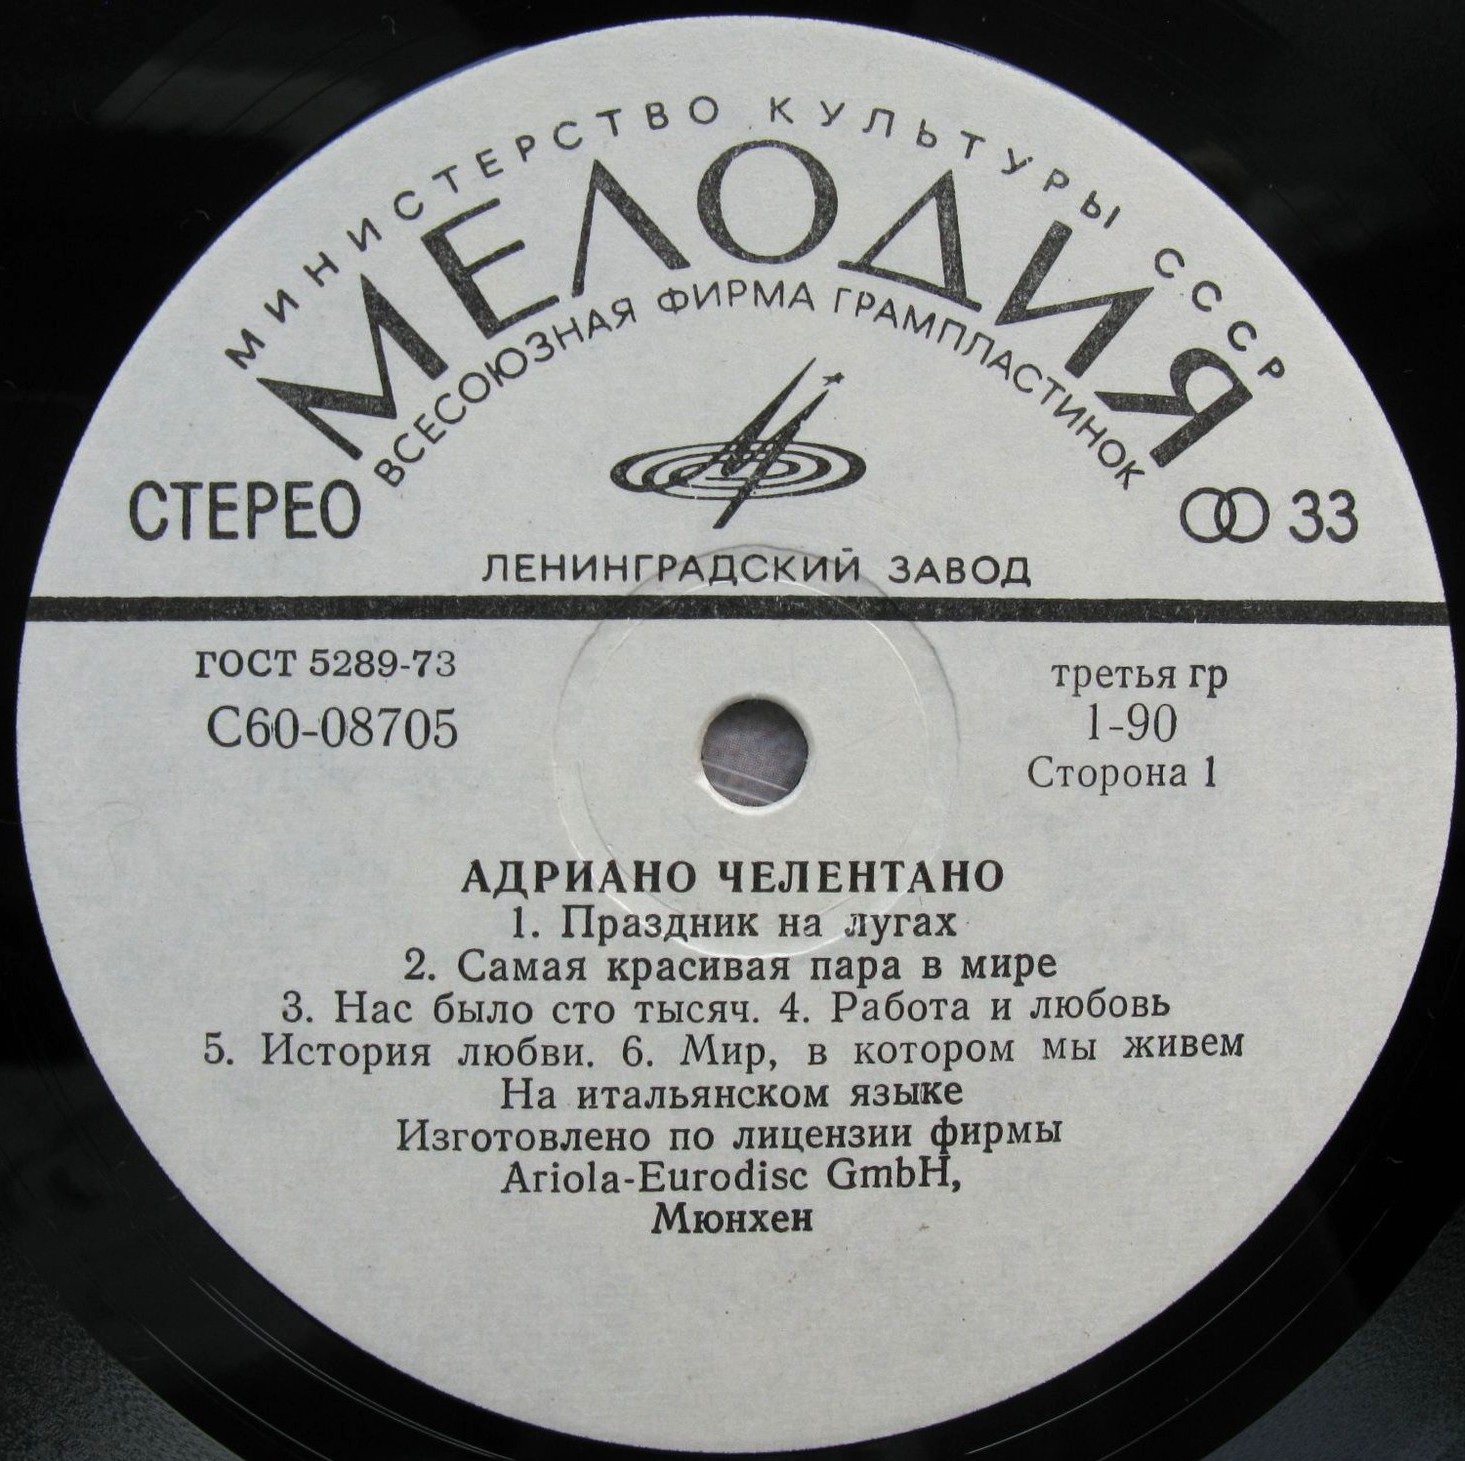 МИНИСТЕРСТВО КУЛЬТУРЫ СССР
МЕЛОДИЯ
ВСЕСОЮЗНАЯ ФИРМА ГРАМПЛАСТИНОК
СТЕРЕО
33
ЛЕНИНГРАДСКИЙ ЗАВОД
ГОСТ 5289-73
С60-08705
третья гр
1-90
Сторона 1
АДРИАНО ЧЕЛЕНТАНО
1. Праздник на лугах
2. Самая красивая пара в мире
3. Нас было сто тысяч. 4. Работа и любовь
5. История любви. 6. Мир, в котором мы живем
На итальянском языке
Изготовлено по лицензии фирмы
Ariola-Eurodisc GmbH,
Мюнхен